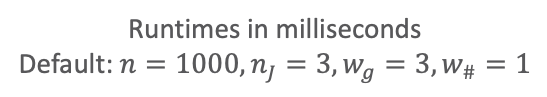 Runtimes in milliseconds
Default: n = 1000, n_J = 3, w_g = 3, w_# = 1